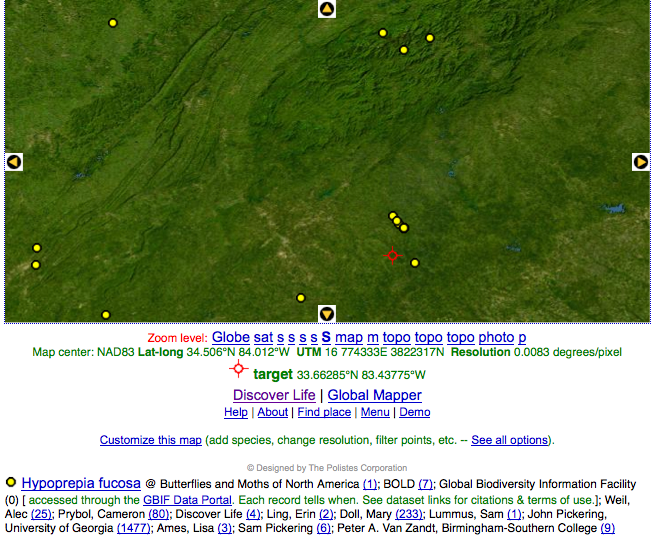 Zoom level: Globe sat s s s s S map m topo topo topo photo p
Map center: NAD83 Lat-long 34.506°N 84.012°W UTM 16 774333E 3822317N Resolution 0.0083 degrees/pixel
target 33.66285°N 83.43775°W
Discover Life | Global Mapper
Help | About | Find place | Menu | Demo
Customize this map (add species, change resolution, filter points, etc. -- See all options).
© Designed by The Polistes Corporation
Hypoprepia fucosa @ Butterflies and Moths of North America (1); BOLD (7); Global Biodiversity Information Facility
(0) [ accessed through the GBIF Data Portal. Each record tells when. See dataset links for citations & terms of use.]; Weil,
Alec (25); Prybol, Cameron (80); Discover Life (4); Ling, Erin (2); Doll, Mary (233); Lummus, Sam (1); John Pickering,
University of Georgia (1477); Ames, Lisa (3); Sam Pickering (6); Peter A. Van Zandt, Birmingham-Southern College (9)